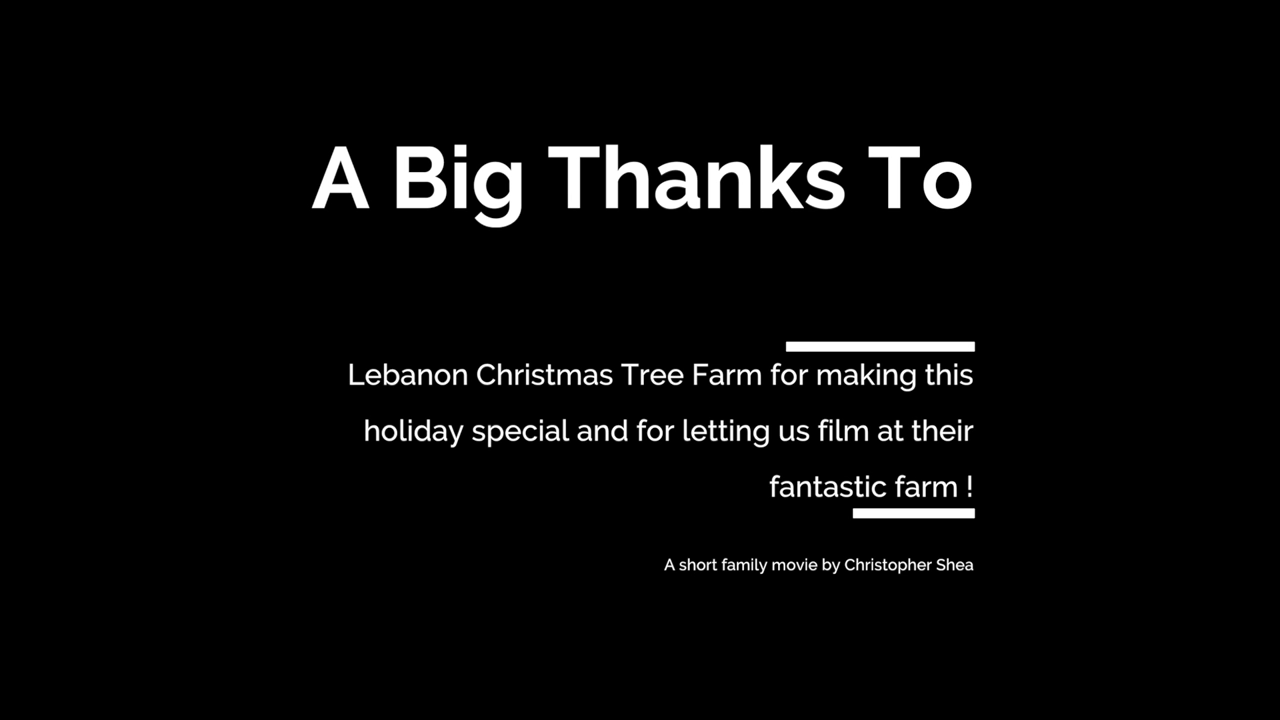 A Big Thanks To
Lebanon Christmas Tree Farm for making this
holiday special and for letting us film at their
fantastic farm !
A short family movie by Christopher Shea